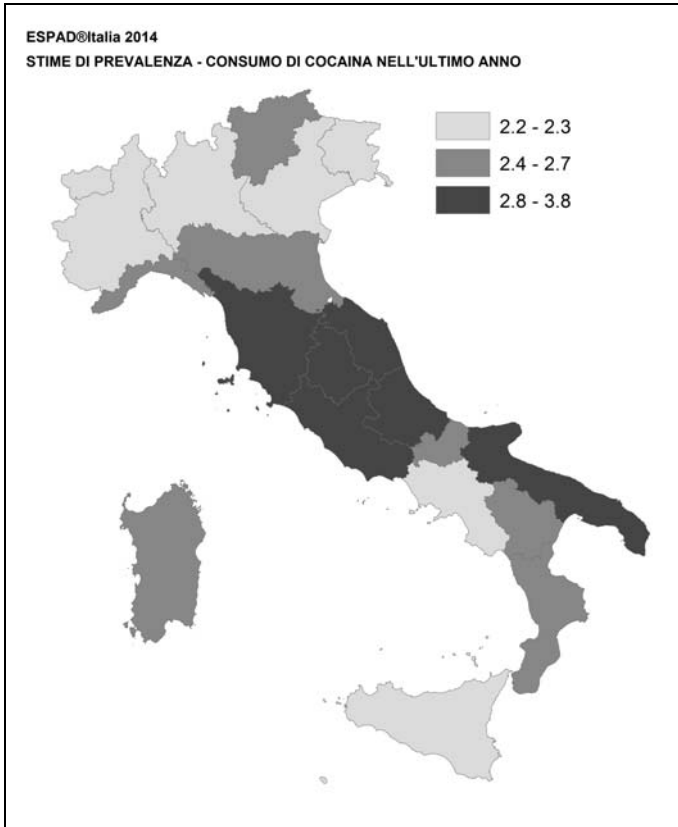 ESPAD®Italia 2014
STIME DI PREVALENZA - CONSUMO DI COCAINA NELL'ULTIMO ANNO
2.2 - 2.3
2.4 - 2.7
2.8 - 3.8